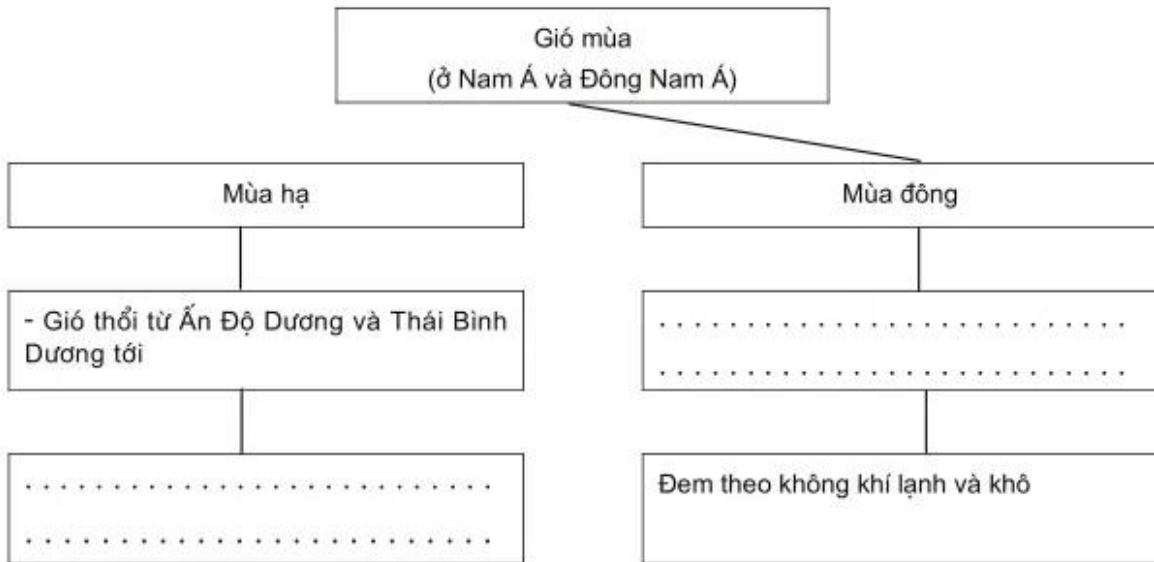 Gió mùa
(ở Nam Á và Đông Nam Á)
Mùa hạ
Mùa đông
- Gió thổi từ Ấn Độ Dương và Thái Bình
Dương tới
. . . . . . . . . . . . . . . . . . . . . . . . . . .
. . . . . . . . . . . . . . . . . . . . . . . . . . .
. . . . . . . . . . . . . . . . . . . . . . . . . . .
. . . . . . . . . . . . . . . . . . . . . . . . . . .
Đem theo không khí lạnh và khô